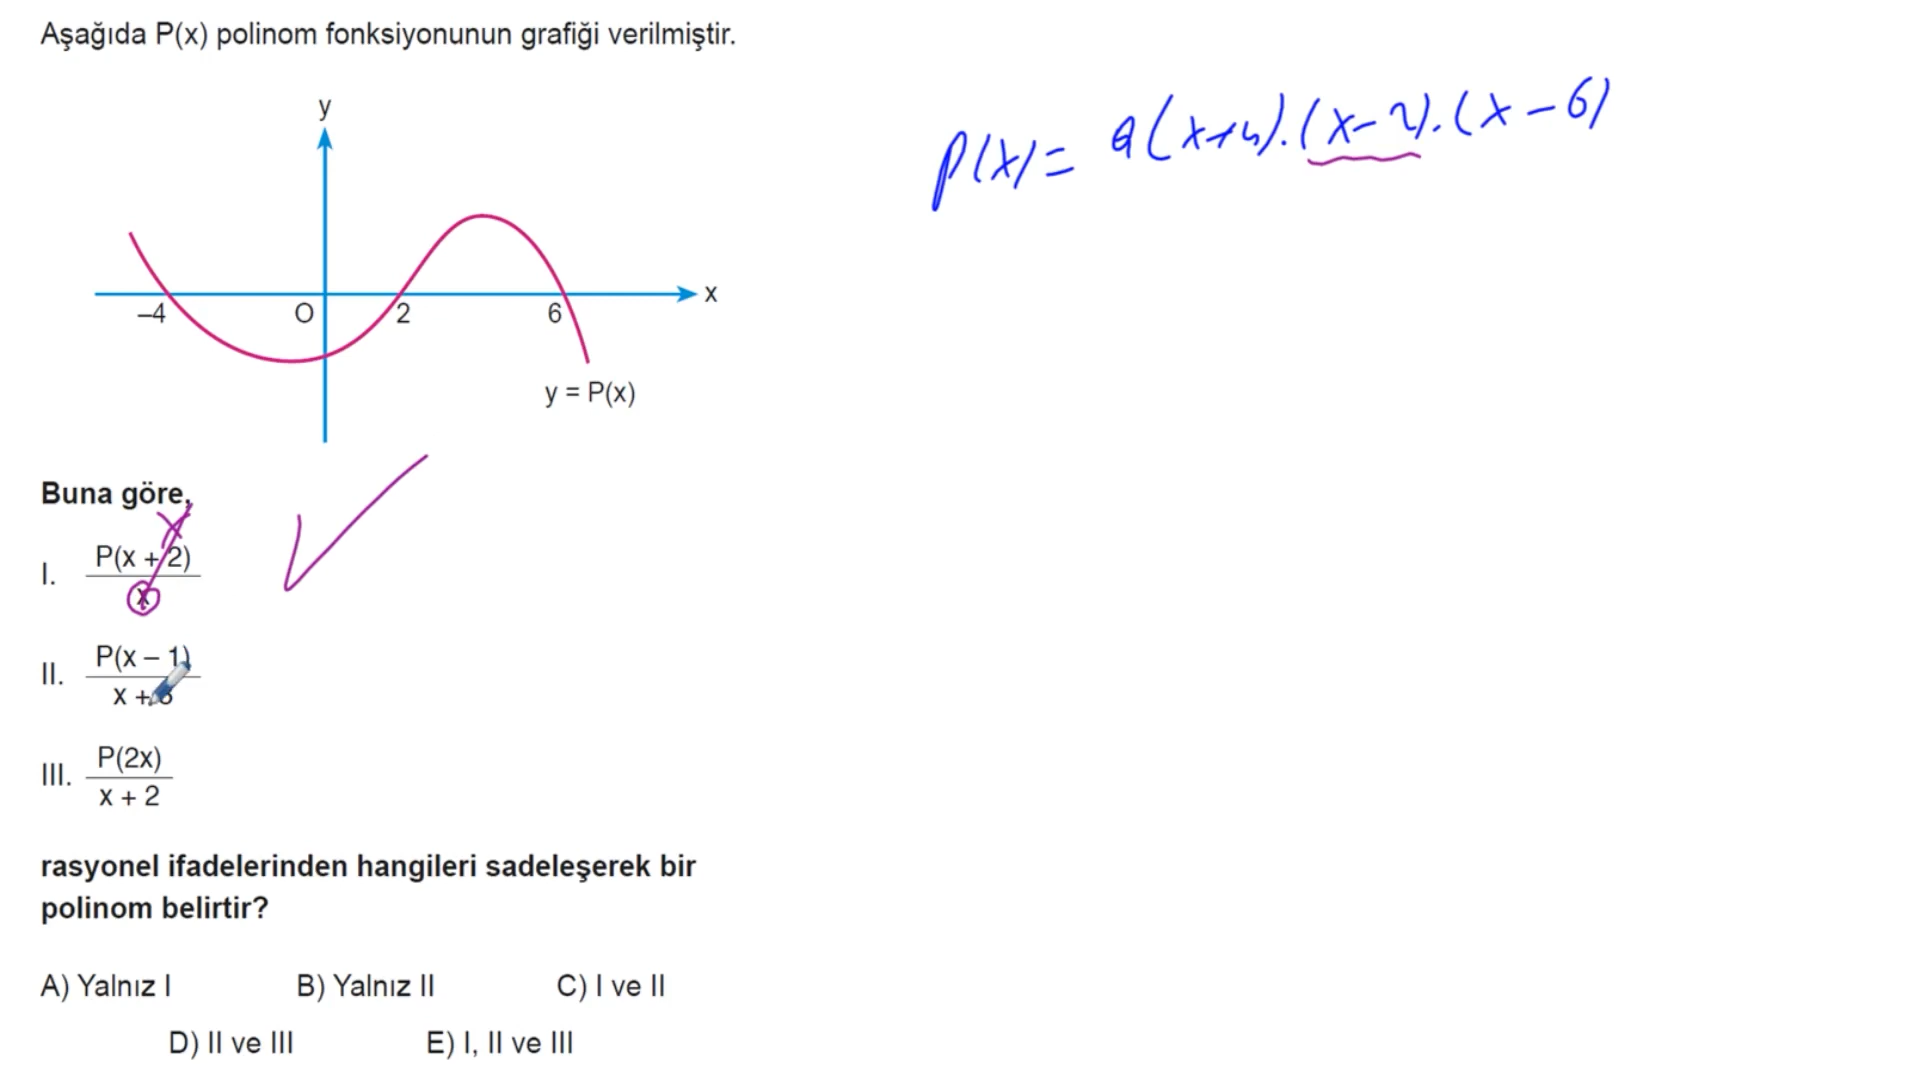 Aşağıda P(x) polinom fonksiyonunun grafiği verilmiştir.
P(x) = a(x+4).(x-2).(x-6)
y
x
-4
O
2
6
y = P(x)
Buna göre,
I. P(x + 2) / x
II. P(x – 1) / x +
III. P(2x) / x + 2
rasyonel ifadelerinden hangileri sadeleşerek bir
polinom belirtir?
A) Yalnız I B) Yalnız II C) I ve II
D) II ve III E) I, II ve III